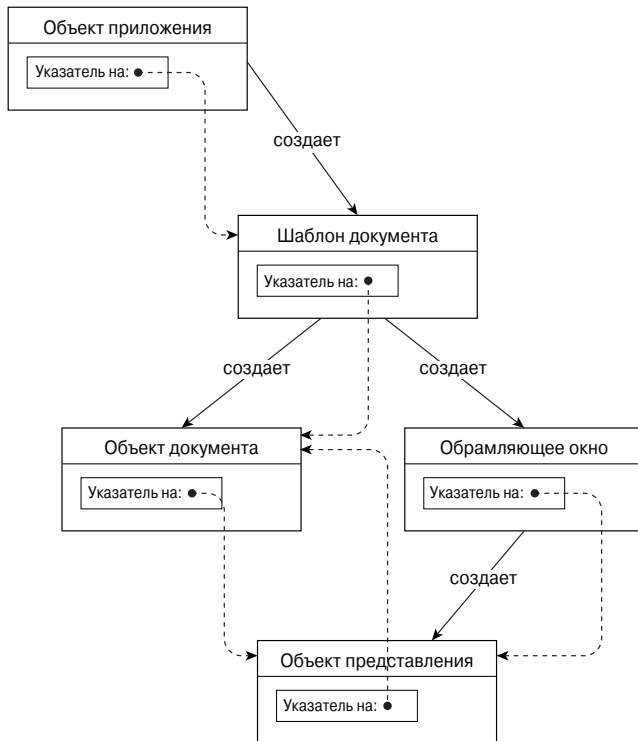 Объект приложения
Указатель на:
создает
Шаблон документа
Указатель на:
создает
создает
Объект документа
Указатель на:
Обрамляющее окно
Указатель на:
создает
Объект представления
Указатель на: